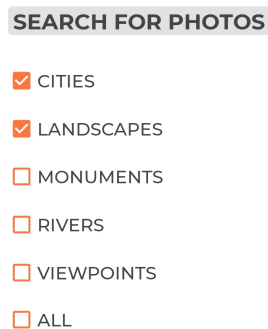 SEARCH FOR PHOTOS
CITIES
LANDSCAPES
MONUMENTS
RIVERS
VIEWPOINTS
ALL